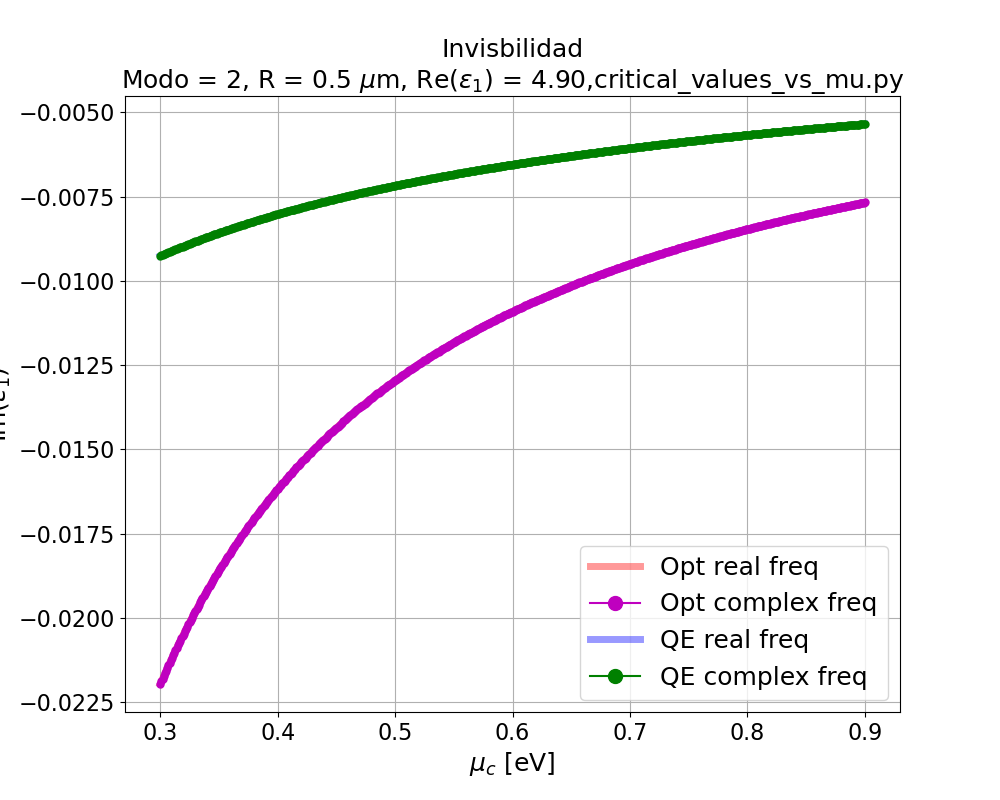 Invisbilidad
Modo = 2, R = 0.5 μm, Re(ε₁) = 4.90,critical_values_vs_mu.py
−0.0050
−0.0075
−0.0100
−0.0125
−0.0150
−0.0175
−0.0200
−0.0225
Opt real freq
Opt complex freq
QE real freq
QE complex freq
0.3 0.4 0.5 0.6 0.7 0.8 0.9
μ_c [eV]